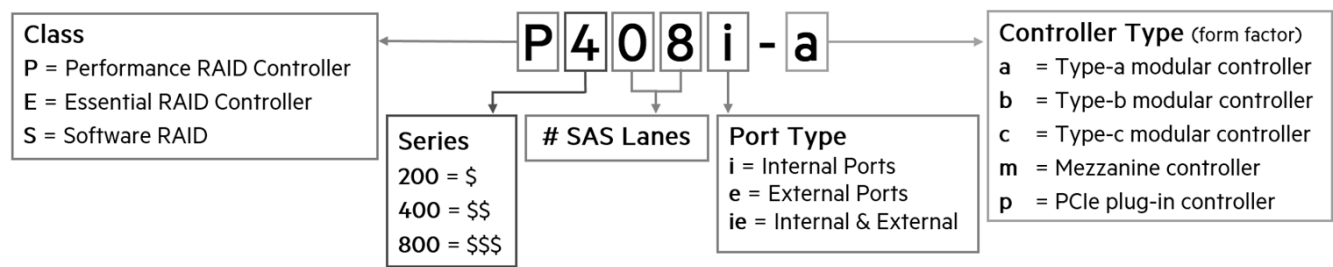 P408i-a
Class
P = Performance RAID Controller
E = Essential RAID Controller
S = Software RAID
Series
200 = $
400 = $$
800 = $$$
# SAS Lanes
Port Type
i = Internal Ports
e = External Ports
ie = Internal & External
Controller Type (form factor)
a = Type-a modular controller
b = Type-b modular controller
c = Type-c modular controller
m = Mezzanine controller
p = PCIe plug-in controller